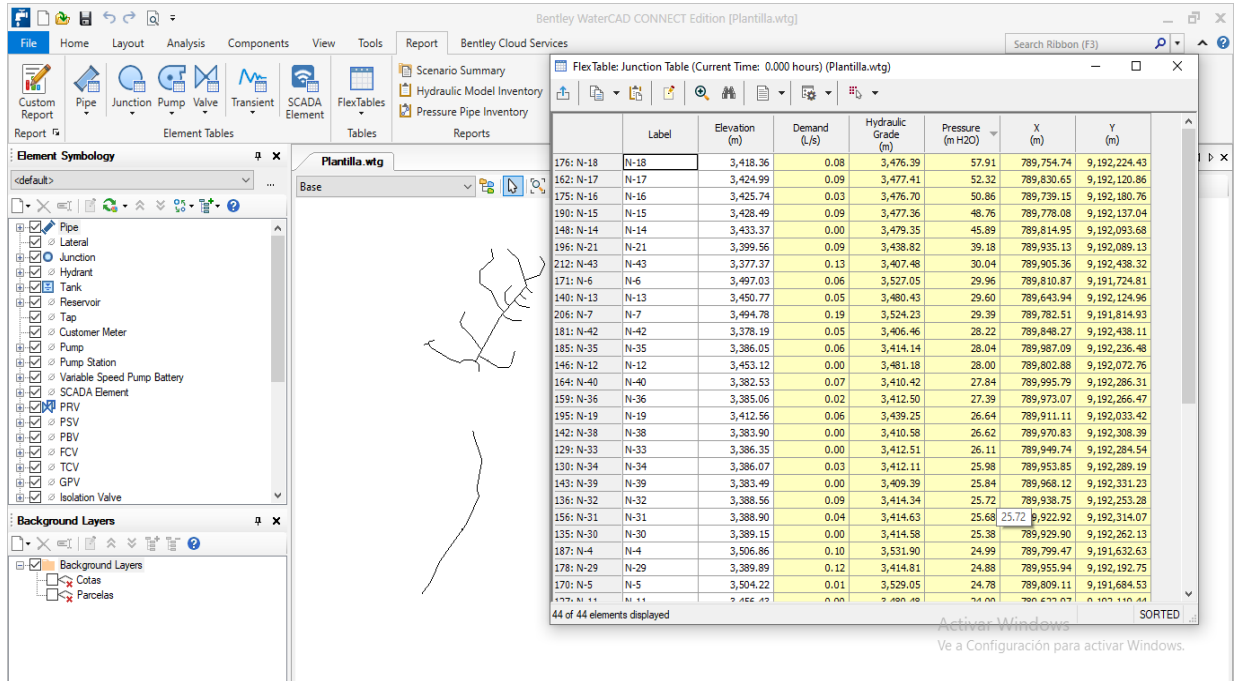 Bentley WaterCAD CONNECT Edition [Plantilla.wtg]
File Home Layout Analysis Components View Tools Report Bentley Cloud Services Search Ribbon (F3)
Custom Report Pipe Junction Pump Valve Transient SCADA Element FlexTables
Scenario Summary
Hydraulic Model Inventory
Pressure Pipe Inventory
Report Element Tables Tables Reports
Element Symbology
<default>
Pipe
Lateral
Junction
Hydrant
Tank
Reservoir
Tap
Customer Meter
Pump
Pump Station
Variable Speed Pump Battery
SCADA Element
PRV
PSV
PBV
FCV
TCV
GPV
Isolation Valve
Background Layers
Background Layers
Cotas
Parcelas
Plantilla.wtg
Base
FlexTable: Junction Table (Current Time: 0.000 hours) (Plantilla.wtg)
Label Elevation (m) Demand (L/s) Hydraulic Grade (m) Pressure (m H2O) X (m) Y (m)
176: N-18 N-18 3,418.36 0.08 3,476.39 57.91 789,754.74 9,192,224.43
162: N-17 N-17 3,424.99 0.09 3,477.41 52.32 789,830.65 9,192,120.86
175: N-16 N-16 3,425.74 0.03 3,476.70 50.86 789,739.15 9,192,180.76
190: N-15 N-15 3,428.49 0.09 3,477.36 48.76 789,778.08 9,192,137.04
148: N-14 N-14 3,433.37 0.00 3,479.35 45.89 789,814.95 9,192,093.68
196: N-21 N-21 3,399.56 0.09 3,438.82 39.18 789,935.13 9,192,089.13
212: N-43 N-43 3,377.37 0.13 3,407.48 30.04 789,905.36 9,192,438.32
171: N-6 N-6 3,497.03 0.06 3,527.05 29.96 789,810.87 9,191,724.81
140: N-13 N-13 3,450.77 0.05 3,480.43 29.60 789,643.94 9,192,124.96
206: N-7 N-7 3,494.78 0.19 3,524.23 29.39 789,782.51 9,191,814.93
181: N-42 N-42 3,378.19 0.05 3,406.46 28.22 789,848.27 9,192,438.11
185: N-35 N-35 3,386.05 0.06 3,414.14 28.04 789,987.09 9,192,236.48
146: N-12 N-12 3,453.12 0.00 3,481.18 28.00 789,802.88 9,192,072.76
164: N-40 N-40 3,382.53 0.07 3,410.42 27.84 789,995.79 9,192,286.31
159: N-36 N-36 3,385.06 0.02 3,412.50 27.39 789,973.07 9,192,266.47
195: N-19 N-19 3,412.56 0.06 3,439.25 26.64 789,911.11 9,192,033.42
142: N-38 N-38 3,383.90 0.00 3,410.58 26.62 789,970.83 9,192,308.39
129: N-33 N-33 3,386.35 0.00 3,412.51 26.11 789,949.74 9,192,284.54
130: N-34 N-34 3,386.07 0.03 3,412.11 25.98 789,953.85 9,192,289.19
143: N-39 N-39 3,383.49 0.00 3,409.39 25.84 789,968.12 9,192,331.23
136: N-32 N-32 3,388.56 0.09 3,414.34 25.72 789,938.75 9,192,253.28
156: N-31 N-31 3,388.90 0.04 3,414.63 25.68 25.72 9,922.92 9,192,314.07
135: N-30 N-30 3,389.15 0.00 3,414.58 25.38 789,929.90 9,192,262.13
187: N-4 N-4 3,506.86 0.10 3,531.90 24.99 789,799.47 9,191,632.63
178: N-29 N-29 3,389.89 0.12 3,414.81 24.88 789,955.94 9,192,192.75
170: N-5 N-5 3,504.22 0.01 3,529.05 24.78 789,809.11 9,191,684.53
44 of 44 elements displayed SORTED
Activar Windows
Ve a Configuración para activar Windows.